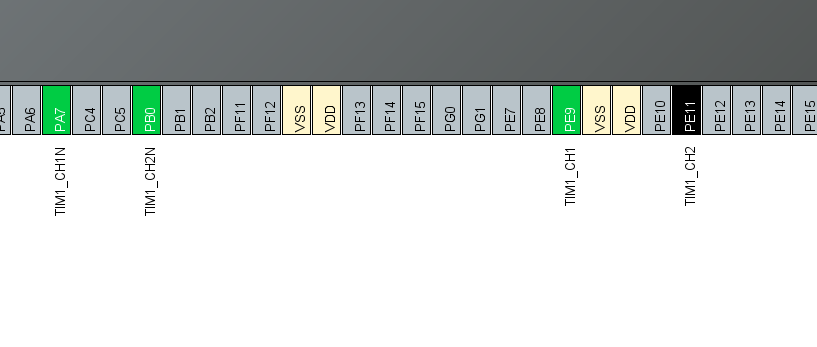 PA6
PA7
PC4
PC5
PB0
PB1
PB2
PF11
PF12
VSS
VDD
PF13
PF14
PF15
PG0
PG1
PE7
PE8
PE9
VSS
VDD
PE10
PE11
PE12
PE13
PE14
PE15
TIM1_CH1N
TIM1_CH2N
TIM1_CH1
TIM1_CH2